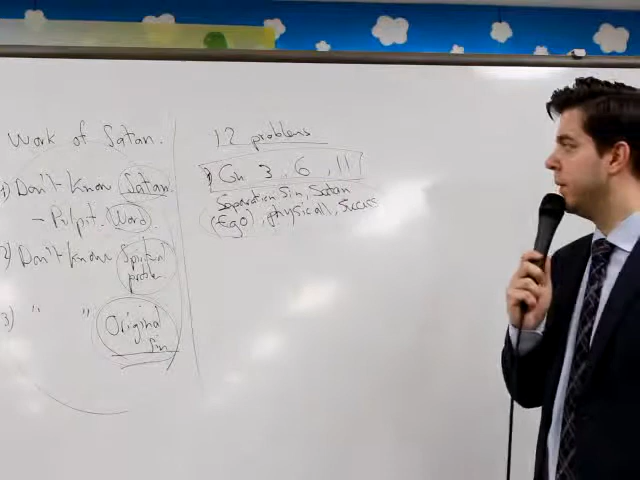 Work of Satan.
1) Don't Know Satan.
- Pulpit. Word.
2) Don't Know Spiritual
problem
3) " " Original
sin
12 problems
1) Gn 3, 6, 11
Separation Sin, Satan
(Ego), physicall, Success